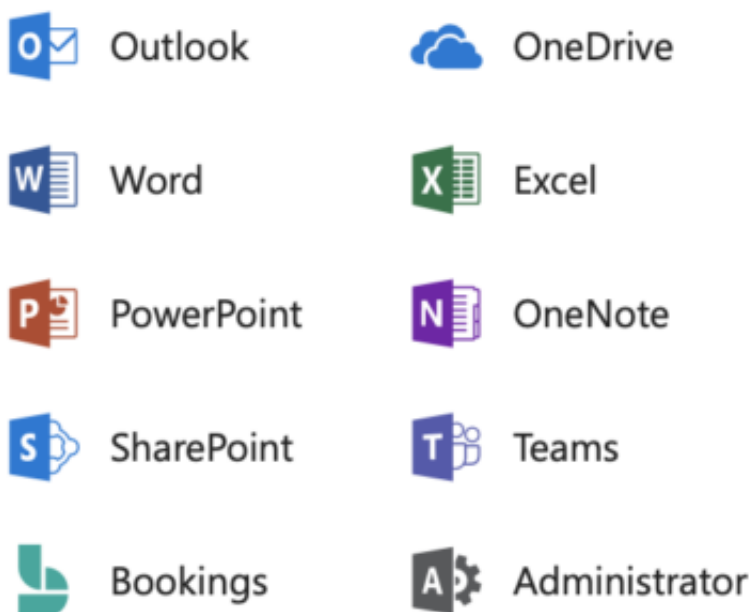 Outlook OneDrive
Word Excel
PowerPoint OneNote
SharePoint Teams
Bookings Administrator